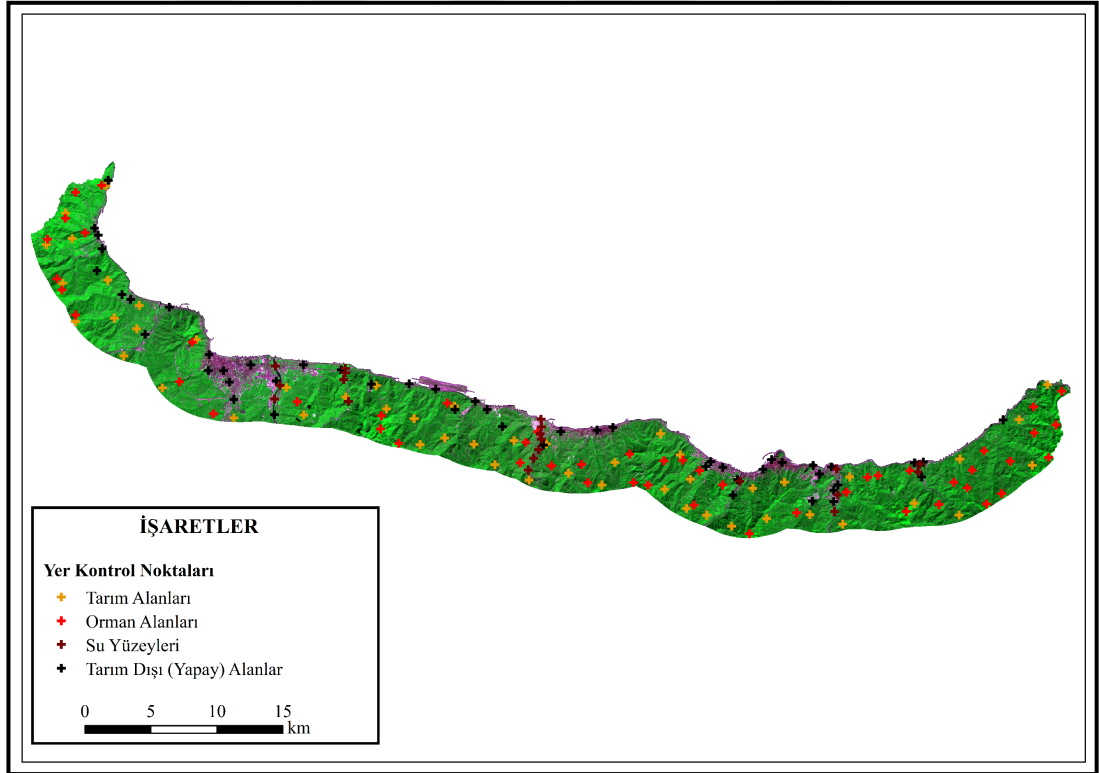 İŞARETLER
Yer Kontrol Noktaları
Tarım Alanları
Orman Alanları
Su Yüzeyleri
Tarım Dışı (Yapay) Alanlar
0 5 10 15
km